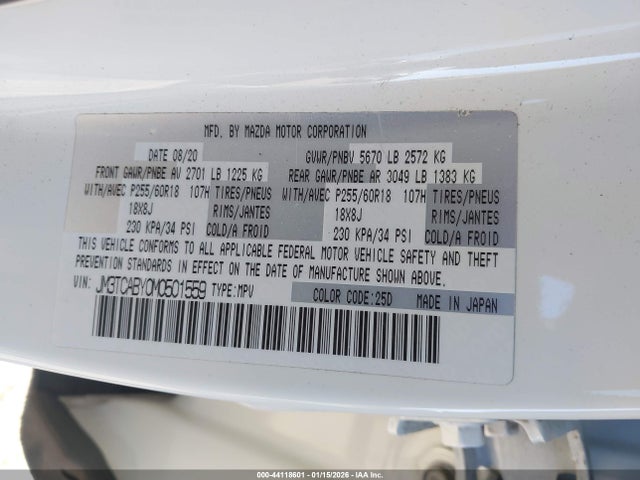 MFD. BY MAZDA MOTOR CORPORATION
DATE 08/20 GVWR/PNBV 5670 LB 2572 KG
FRONT GAWR/PNBE AV 2701 LB 1225 KG REAR GAWR/PNBE AR 3049 LB 1383 KG
WITH/AVEC P255/60R18 107H TIRES/PNEUS WITH/AVEC P255/60R18 107H TIRES/PNEUS
18X8J RIMS/JANTES 18X8J RIMS/JANTES
230 KPA/34 PSI COLD/A FROID 230 KPA/34 PSI COLD/A FROID
THIS VEHICLE CONFORMS TO ALL APPLICABLE FEDERAL MOTOR VEHICLE SAFETY AND THEFT
PREVENTION STANDARDS IN EFFECT ON THE DATE OF MANUFACTURE SHOWN ABOVE.
VIN: JM3TCABY0M0501559 TYPE:MPV COLOR CODE:25D MADE IN JAPAN
000-44118601 - 01/15/2026 - IAA Inc.